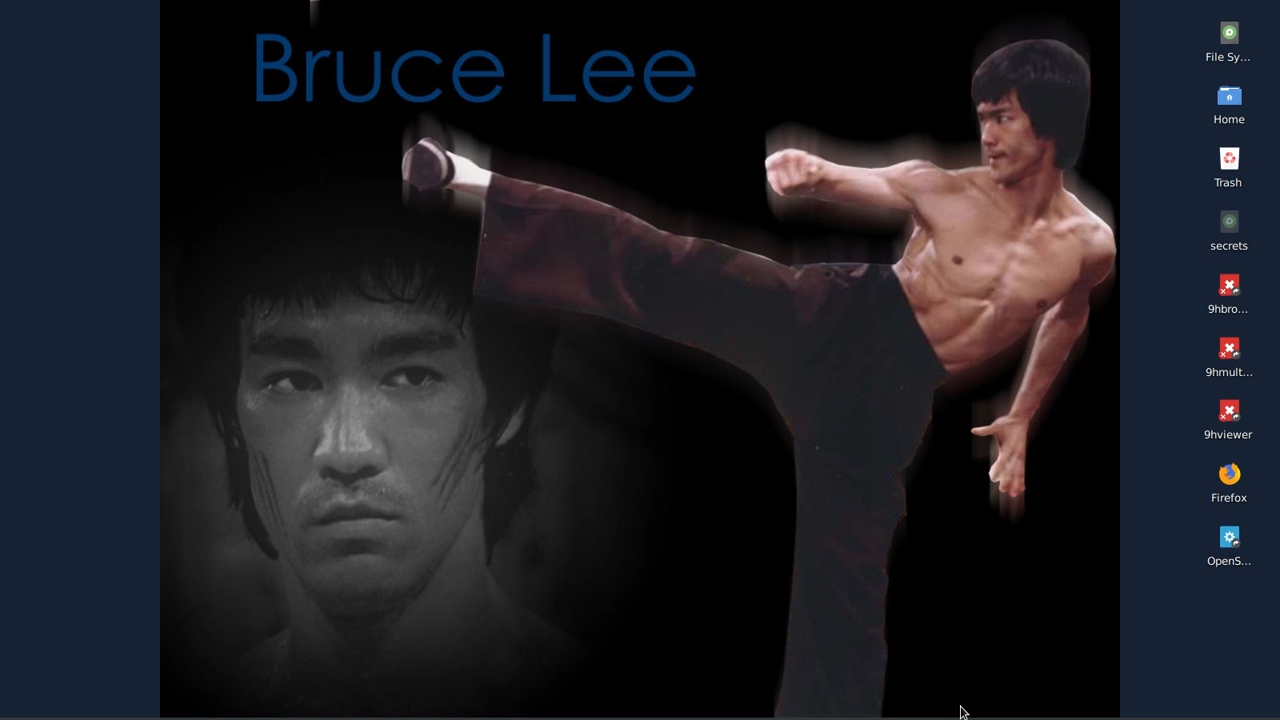 Bruce Lee
File Sy...
Home
Trash
secrets
9hbro...
9hmult...
9hviewer
Firefox
OpenS...